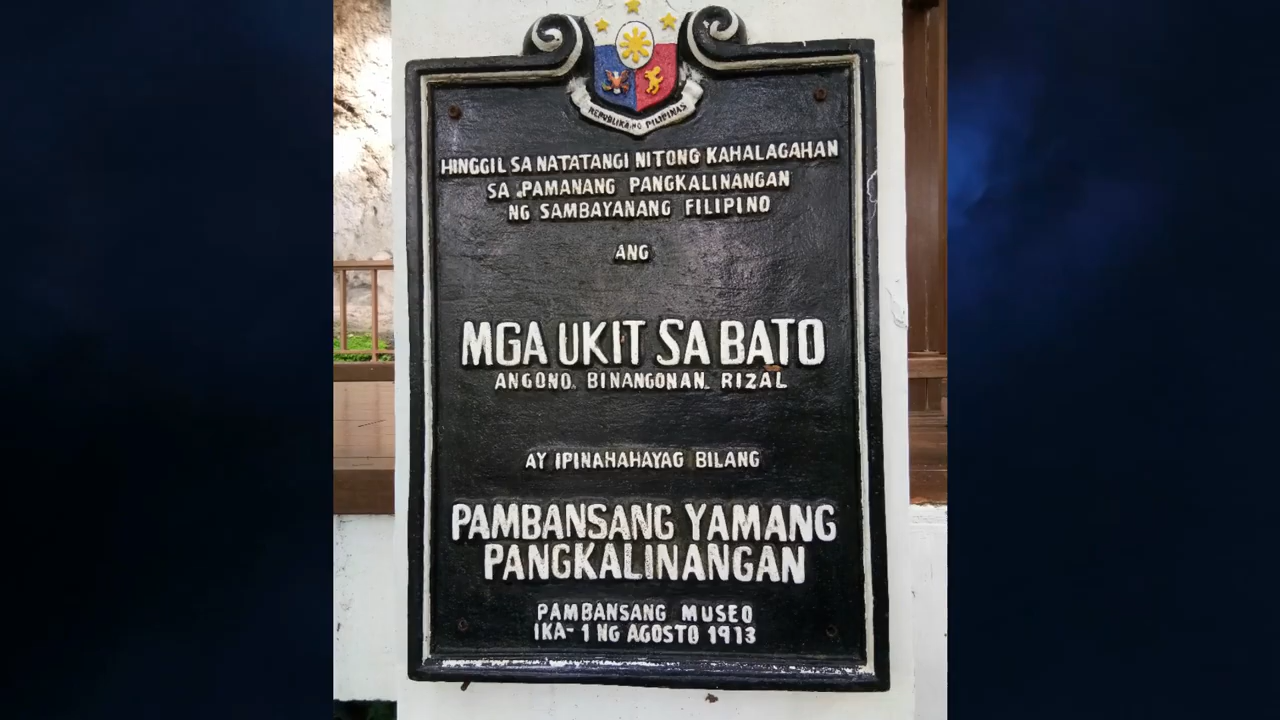 REPUBLIKA NG PILIPINAS
HINGGIL SA NATATANGI NITONG KAHALAGAHAN
SA PAMANANG PANGKALINANGAN
NG SAMBAYANANG FILIPINO
ANG
MGA UKIT SA BATO
ANGONO. BINANGONAN. RIZAL
AY IPINAHAHAYAG BILANG
PAMBANSANG YAMANG
PANGKALINANGAN
PAMBANSANG MUSEO
IKA-1 NG AGOSTO 1913